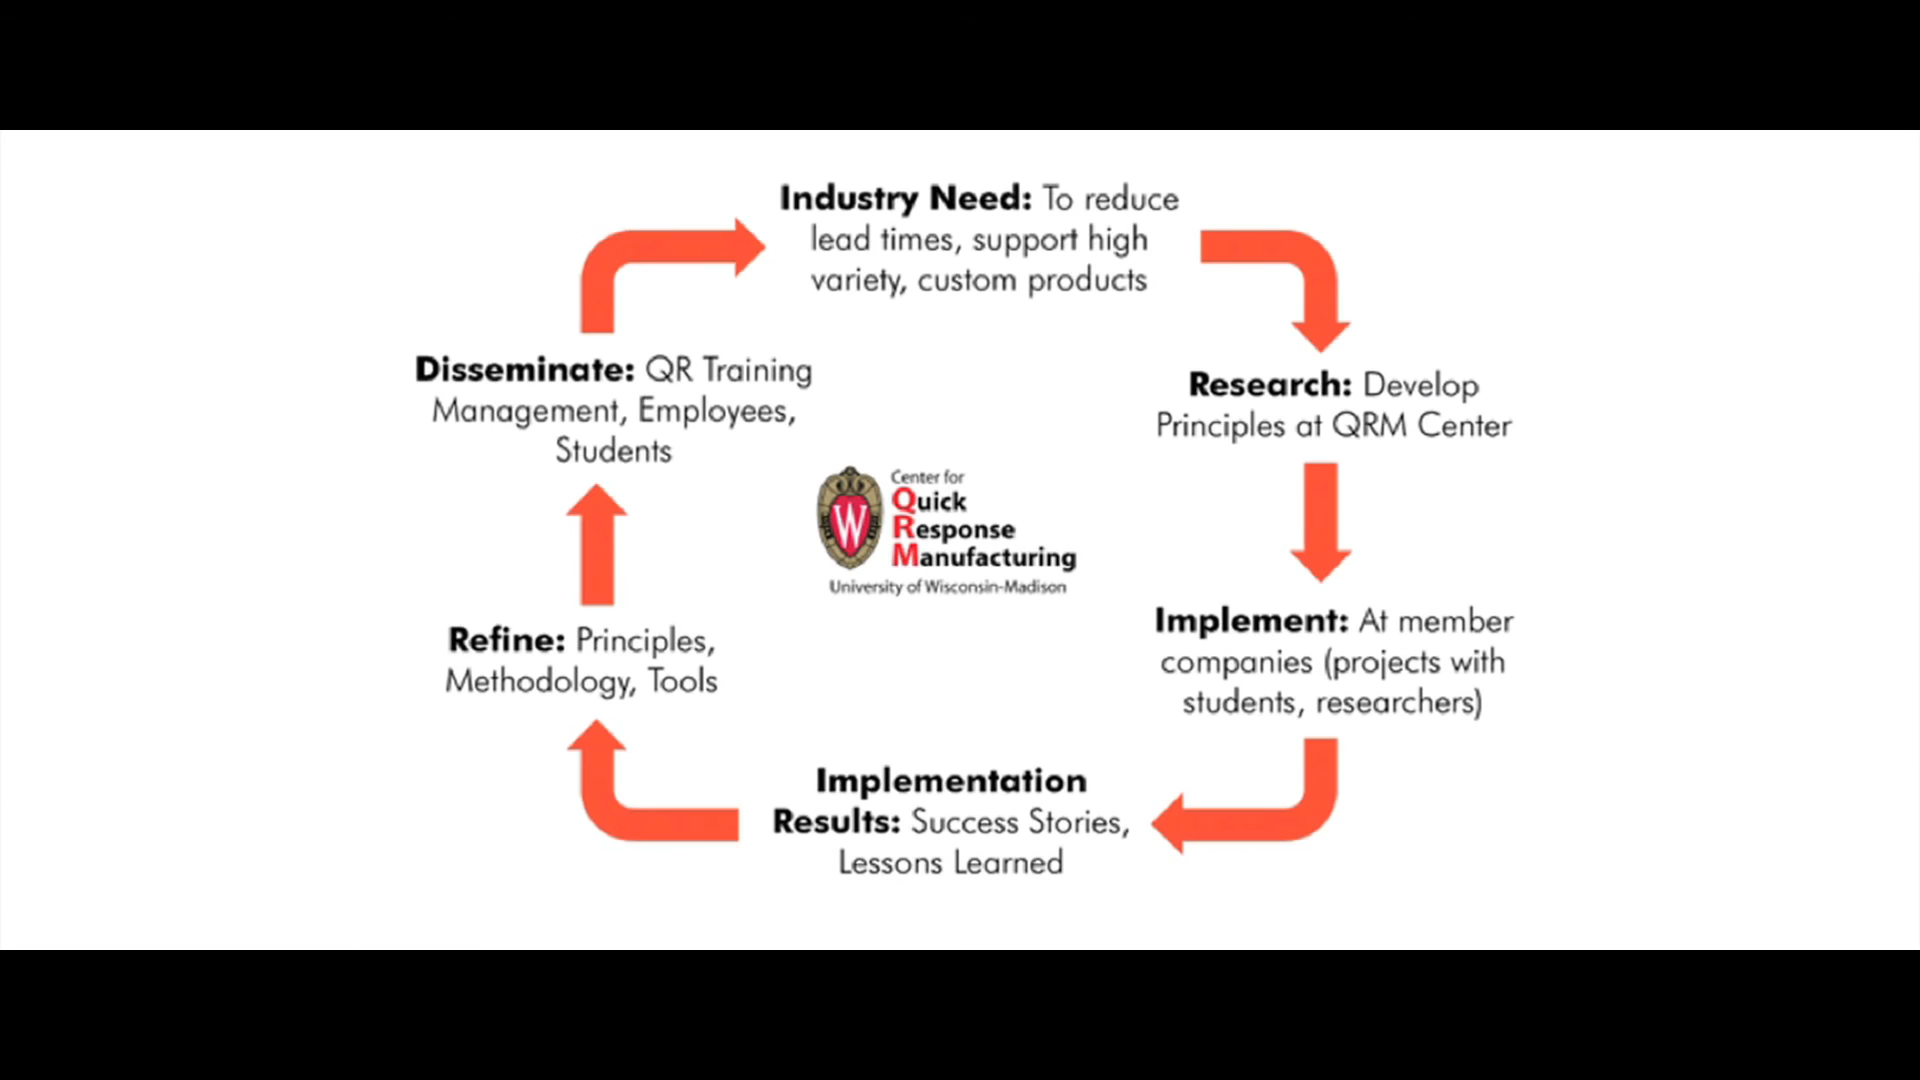 Industry Need: To reduce
lead times, support high
variety, custom products
Research: Develop
Principles at QRM Center
Implement: At member
companies (projects with
students, researchers)
Implementation
Results: Success Stories,
Lessons Learned
Refine: Principles,
Methodology, Tools
Disseminate: QR Training
Management, Employees,
Students
W
Center for
Quick
Response
Manufacturing
University of Wisconsin-Madison